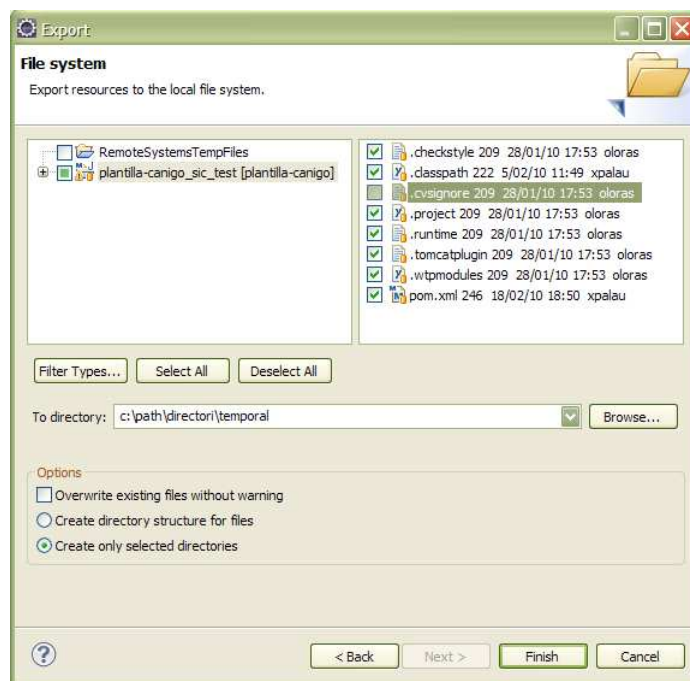 Export
File system
Export resources to the local file system.
RemoteSystemsTempFiles
plantilla-canigo_sic_test [plantilla-canigo]
.checkstyle 209 28/01/10 17:53 oloras
.classpath 222 5/02/10 11:49 xpalau
.cvsignore 209 28/01/10 17:53 oloras
.project 209 28/01/10 17:53 oloras
.runtime 209 28/01/10 17:53 oloras
.tomcatplugin 209 28/01/10 17:53 oloras
.wtpmodules 209 28/01/10 17:53 oloras
pom.xml 246 18/02/10 18:50 xpalau
Filter Types... Select All Deselect All
To directory: c:\path\directori\temporal Browse...
Options
Overwrite existing files without warning
Create directory structure for files
Create only selected directories
? < Back Next > Finish Cancel